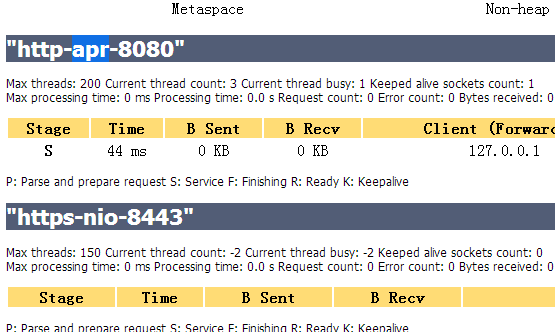 Metaspace Non-heap
"http-apr-8080"
Max threads: 200 Current thread count: 3 Current thread busy: 1 Keeped alive sockets count: 1
Max processing time: 0 ms Processing time: 0.0 s Request count: 0 Error count: 0 Bytes received: 0
Stage Time B Sent B Recv Client (Forward
S 44 ms 0 KB 0 KB 127.0.0.1
P: Parse and prepare request S: Service F: Finishing R: Ready K: Keepalive
"https-nio-8443"
Max threads: 150 Current thread count: -2 Current thread busy: -2 Keeped alive sockets count: 0
Max processing time: 0 ms Processing time: 0.0 s Request count: 0 Error count: 0 Bytes received: 0
Stage Time B Sent B Recv
P: Parse and prepare request S: Service F: Finishing R: Ready K: Keepalive